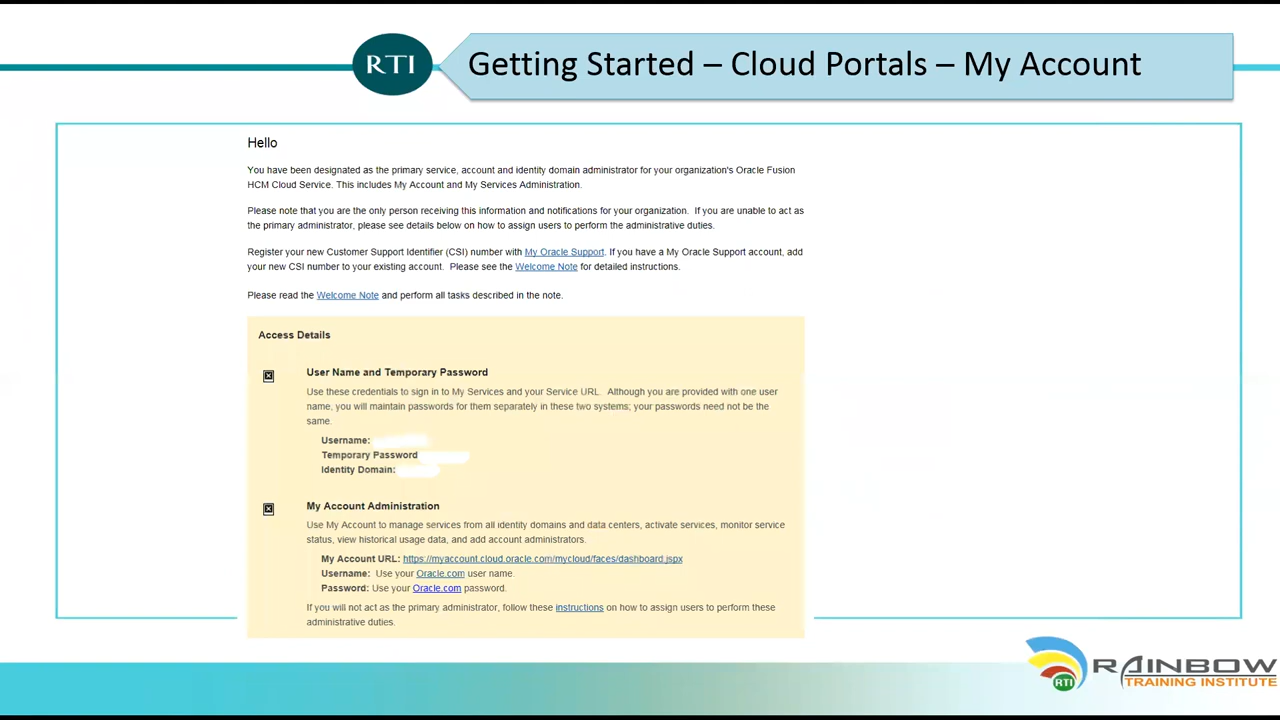 RTI
Getting Started – Cloud Portals – My Account
Hello
You have been designated as the primary service, account and identity domain administrator for your organization's Oracle Fusion
HCM Cloud Service. This includes My Account and My Services Administration.
Please note that you are the only person receiving this information and notifications for your organization. If you are unable to act as
the primary administrator, please see details below on how to assign users to perform the administrative duties.
Register your new Customer Support Identifier (CSI) number with My Oracle Support. If you have a My Oracle Support account, add
your new CSI number to your existing account. Please see the Welcome Note for detailed instructions.
Please read the Welcome Note and perform all tasks described in the note.
Access Details
User Name and Temporary Password
Use these credentials to sign in to My Services and your Service URL. Although you are provided with one user
name, you will maintain passwords for them separately in these two systems; your passwords need not be the
same.
Username:
Temporary Password
Identity Domain:
My Account Administration
Use My Account to manage services from all identity domains and data centers, activate services, monitor service
status, view historical usage data, and add account administrators.
My Account URL: https://myaccount.cloud.oracle.com/mycloud/faces/dashboard.jspx
Username: Use your Oracle.com user name.
Password: Use your Oracle.com password.
If you will not act as the primary administrator, follow these instructions on how to assign users to perform these
administrative duties.
RTI
RAINBOW
TRAINING INSTITUTE